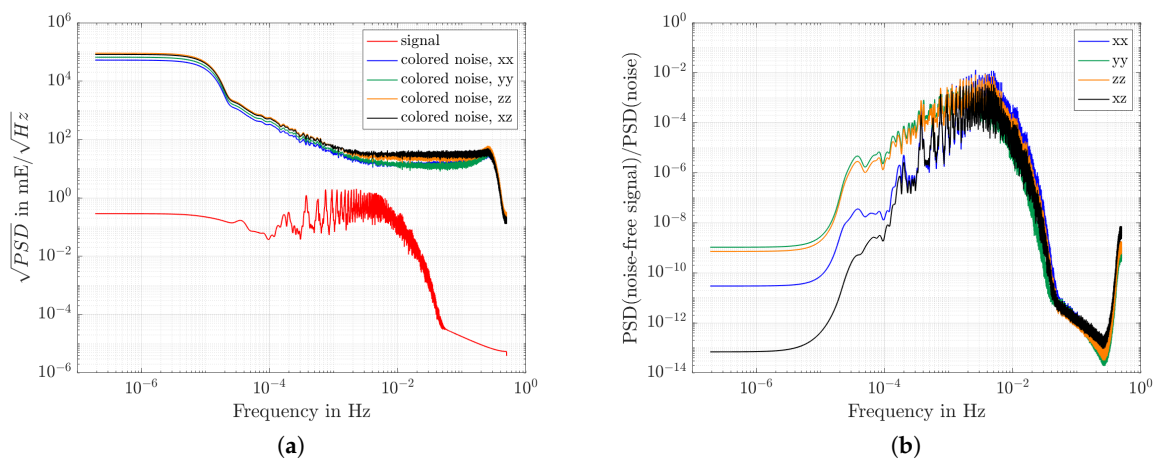 10^6
10^4
10^2
10^0
10^-2
10^-4
10^-6
√PSD in mE/√Hz
signal
colored noise, xx
colored noise, yy
colored noise, zz
colored noise, xz
10^-6
10^-4
10^-2
10^0
Frequency in Hz
(a)
10^0
10^-2
10^-4
10^-6
10^-8
10^-10
10^-12
10^-14
PSD(noise-free signal)/PSD(noise)
xx
yy
zz
xz
10^-6
10^-4
10^-2
10^0
Frequency in Hz
(b)